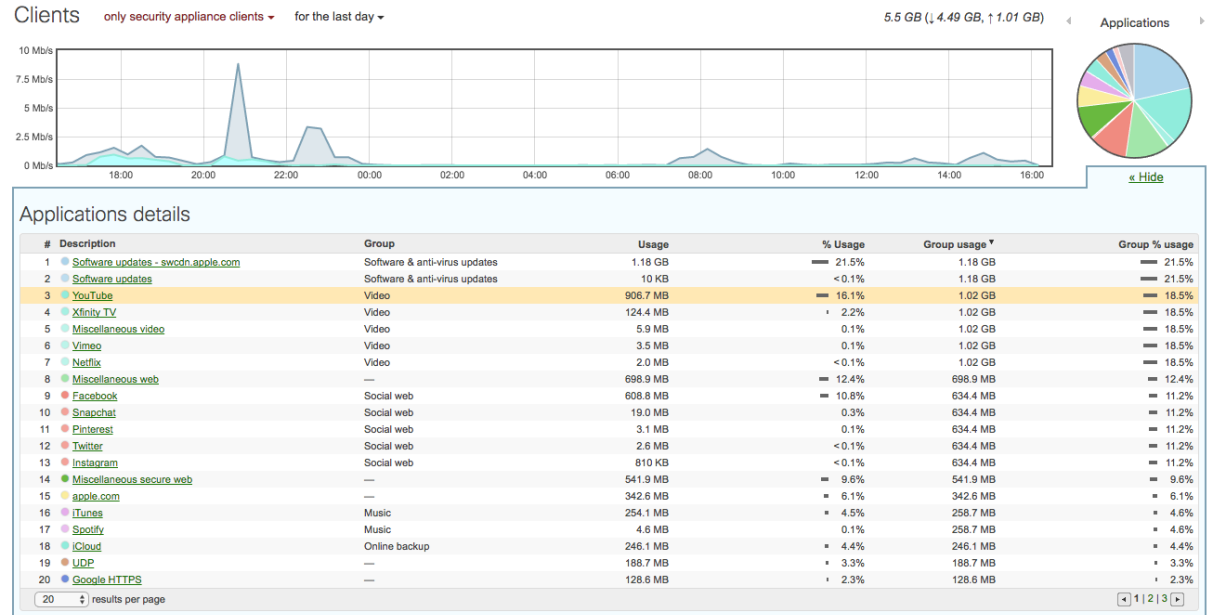 Clients only security appliance clients for the last day 5.5 GB (↓ 4.49 GB, ↑ 1.01 GB) Applications
10 Mb/s
7.5 Mb/s
5 Mb/s
2.5 Mb/s
0 Mb/s
18:00 20:00 22:00 00:00 02:00 04:00 06:00 08:00 10:00 12:00 14:00 16:00
« Hide
Applications details
# Description Group Usage % Usage Group usage ▼ Group % usage
1 Software updates - swcdn.apple.com Software & anti-virus updates 1.18 GB 21.5% 1.18 GB 21.5%
2 Software updates Software & anti-virus updates 10 KB <0.1% 1.18 GB 21.5%
3 YouTube Video 906.7 MB 16.1% 1.02 GB 18.5%
4 Xfinity TV Video 124.4 MB 2.2% 1.02 GB 18.5%
5 Miscellaneous video Video 5.9 MB 0.1% 1.02 GB 18.5%
6 Vimeo Video 3.5 MB 0.1% 1.02 GB 18.5%
7 Netflix Video 2.0 MB <0.1% 1.02 GB 18.5%
8 Miscellaneous web — 698.9 MB 12.4% 698.9 MB 12.4%
9 Facebook Social web 608.8 MB 10.8% 634.4 MB 11.2%
10 Snapchat Social web 19.0 MB 0.3% 634.4 MB 11.2%
11 Pinterest Social web 3.1 MB 0.1% 634.4 MB 11.2%
12 Twitter Social web 2.6 MB <0.1% 634.4 MB 11.2%
13 Instagram Social web 810 KB <0.1% 634.4 MB 11.2%
14 Miscellaneous secure web — 541.9 MB 9.6% 541.9 MB 9.6%
15 apple.com — 342.6 MB 6.1% 342.6 MB 6.1%
16 iTunes Music 254.1 MB 4.5% 258.7 MB 4.6%
17 Spotify Music 4.6 MB 0.1% 258.7 MB 4.6%
18 iCloud Online backup 246.1 MB 4.4% 246.1 MB 4.4%
19 UDP — 188.7 MB 3.3% 188.7 MB 3.3%
20 Google HTTPS — 128.6 MB 2.3% 128.6 MB 2.3%
20 results per page 1 | 2 | 3